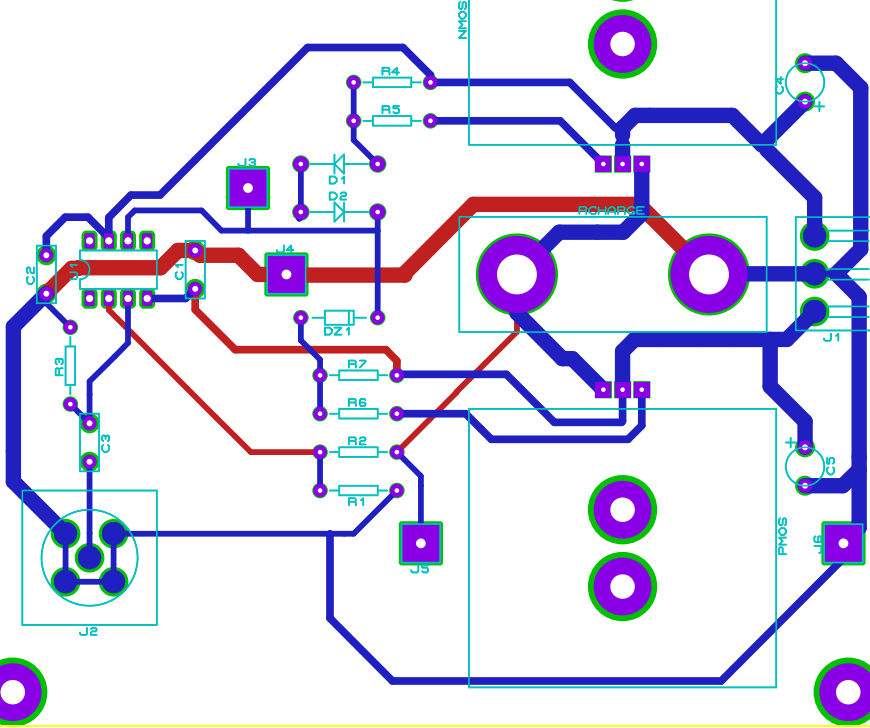 NMOS
R4
C4
+
R5
J3
D1
D2
RCHARGE
J4
C2
J1
C1
DZ1
J1
R3
R7
R6
C3
R2
+
C5
R1
PMOS
J6
J5
J2